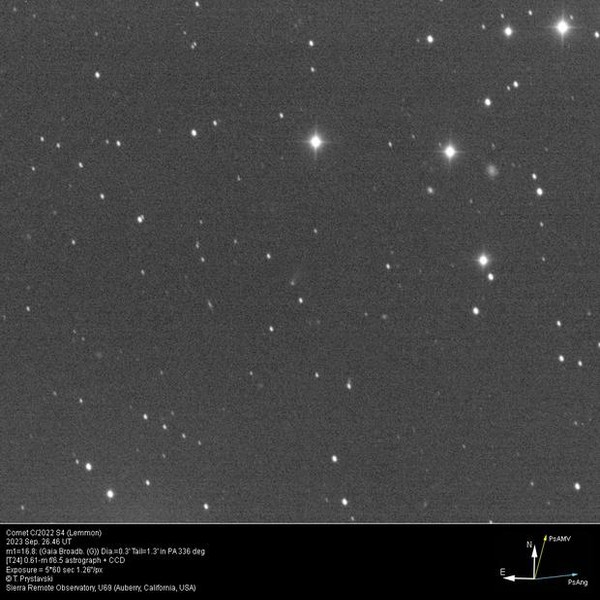 Comet C/2022 S4 (Lemmon)
2023 Sep. 26.46 UT
m1=16.8: (Gaia Broadb. (G)) Dia.=0.3' Tail=1.3' in PA 336 deg
[T24] 0.61-m f/6.5 astrograph + CCD
Exposure = 5*60 sec 1.26"/px
© T. Prystavski
Sierra Remote Observatory, U69 (Auberry, California, USA)
PsAMV
N
E
PsAng